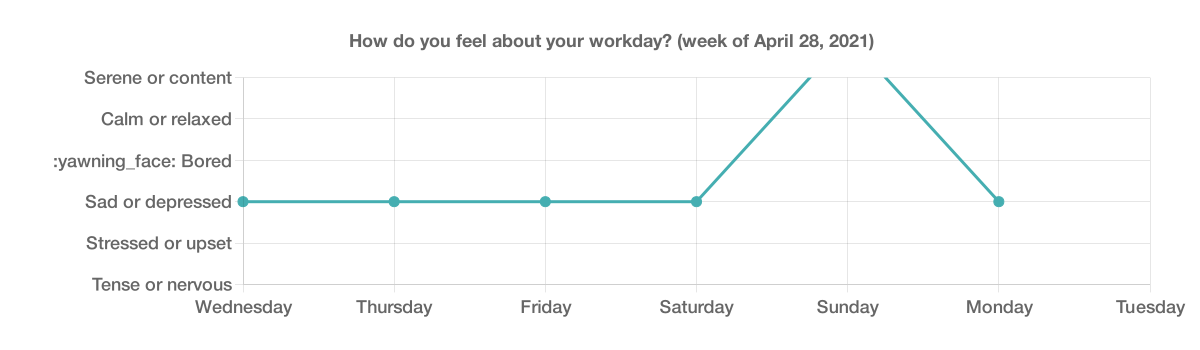 How do you feel about your workday? (week of April 28, 2021)
Serene or content
Calm or relaxed
:yawning_face: Bored
Sad or depressed
Stressed or upset
Tense or nervous
Wednesday Thursday Friday Saturday Sunday Monday Tuesday